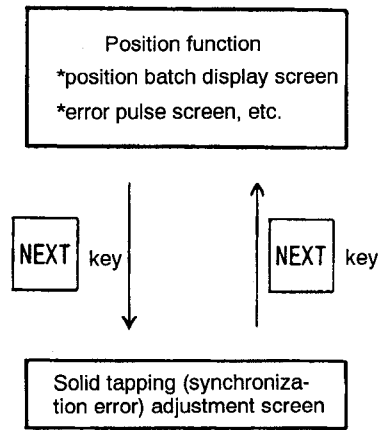 Position function
*position batch display screen
*error pulse screen, etc.
NEXT key
NEXT key
Solid tapping (synchroniza-
tion error) adjustment screen